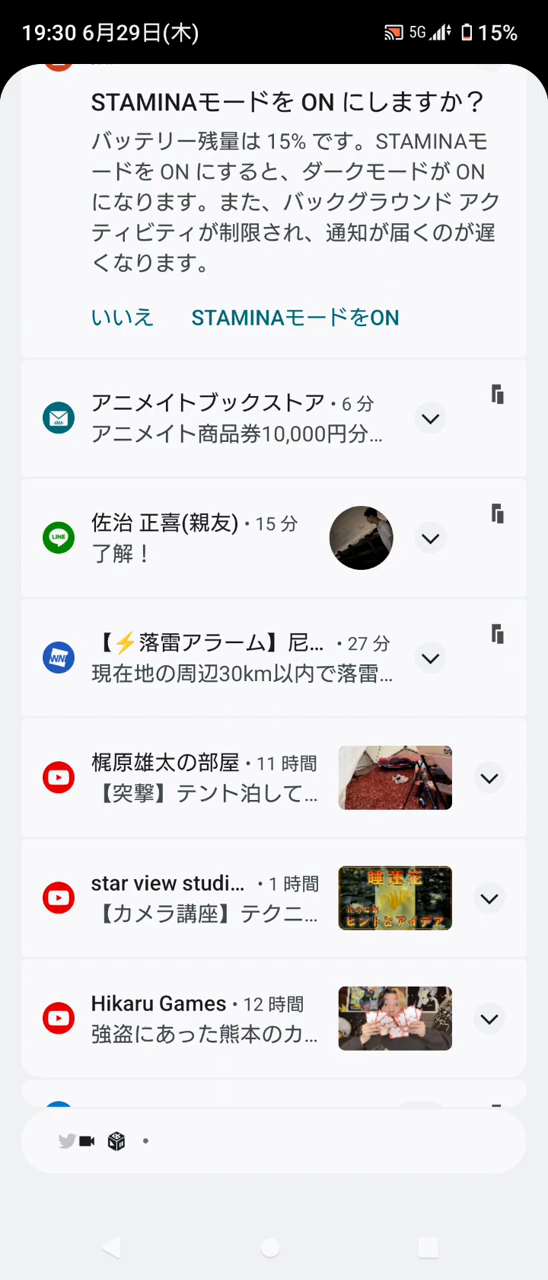 19:30 6月29日(木)
5G
15%
STAMINAモードを ON にしますか？
バッテリー残量は 15% です。STAMINAモ
ードを ON にすると、ダークモードが ON
になります。また、バックグラウンド アク
ティビティが制限され、通知が届くのが遅
くなります。
いいえ STAMINAモードをON
アニメイトブックストア • 6 分
アニメイト商品券10,000円分…
LINE
佐治 正喜(親友) • 15 分
了解！
WNI
【⚡落雷アラーム】尼… • 27 分
現在地の周辺30km以内で落雷…
梶原雄太の部屋 • 11 時間
【突撃】テント泊して…
star view studi… • 1 時間
【カメラ講座】テクニ…
睡蓮花
ヒントとアイデア
Hikaru Games • 12 時間
強盗にあった熊本のカ…